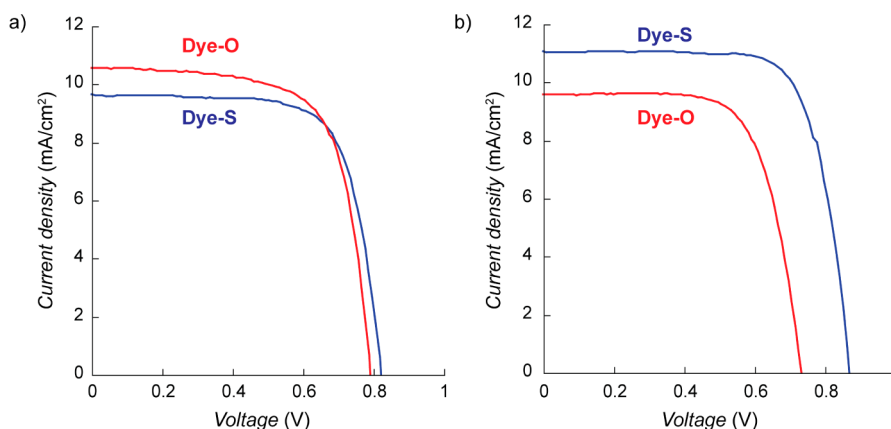 a)
12
10
8
6
4
2
0
Current density (mA/cm²)
Dye-O
Dye-S
0 0.2 0.4 0.6 0.8 1
Voltage (V)
b)
12
10
8
6
4
2
0
Current density (mA/cm²)
Dye-S
Dye-O
0 0.2 0.4 0.6 0.8
Voltage (V)